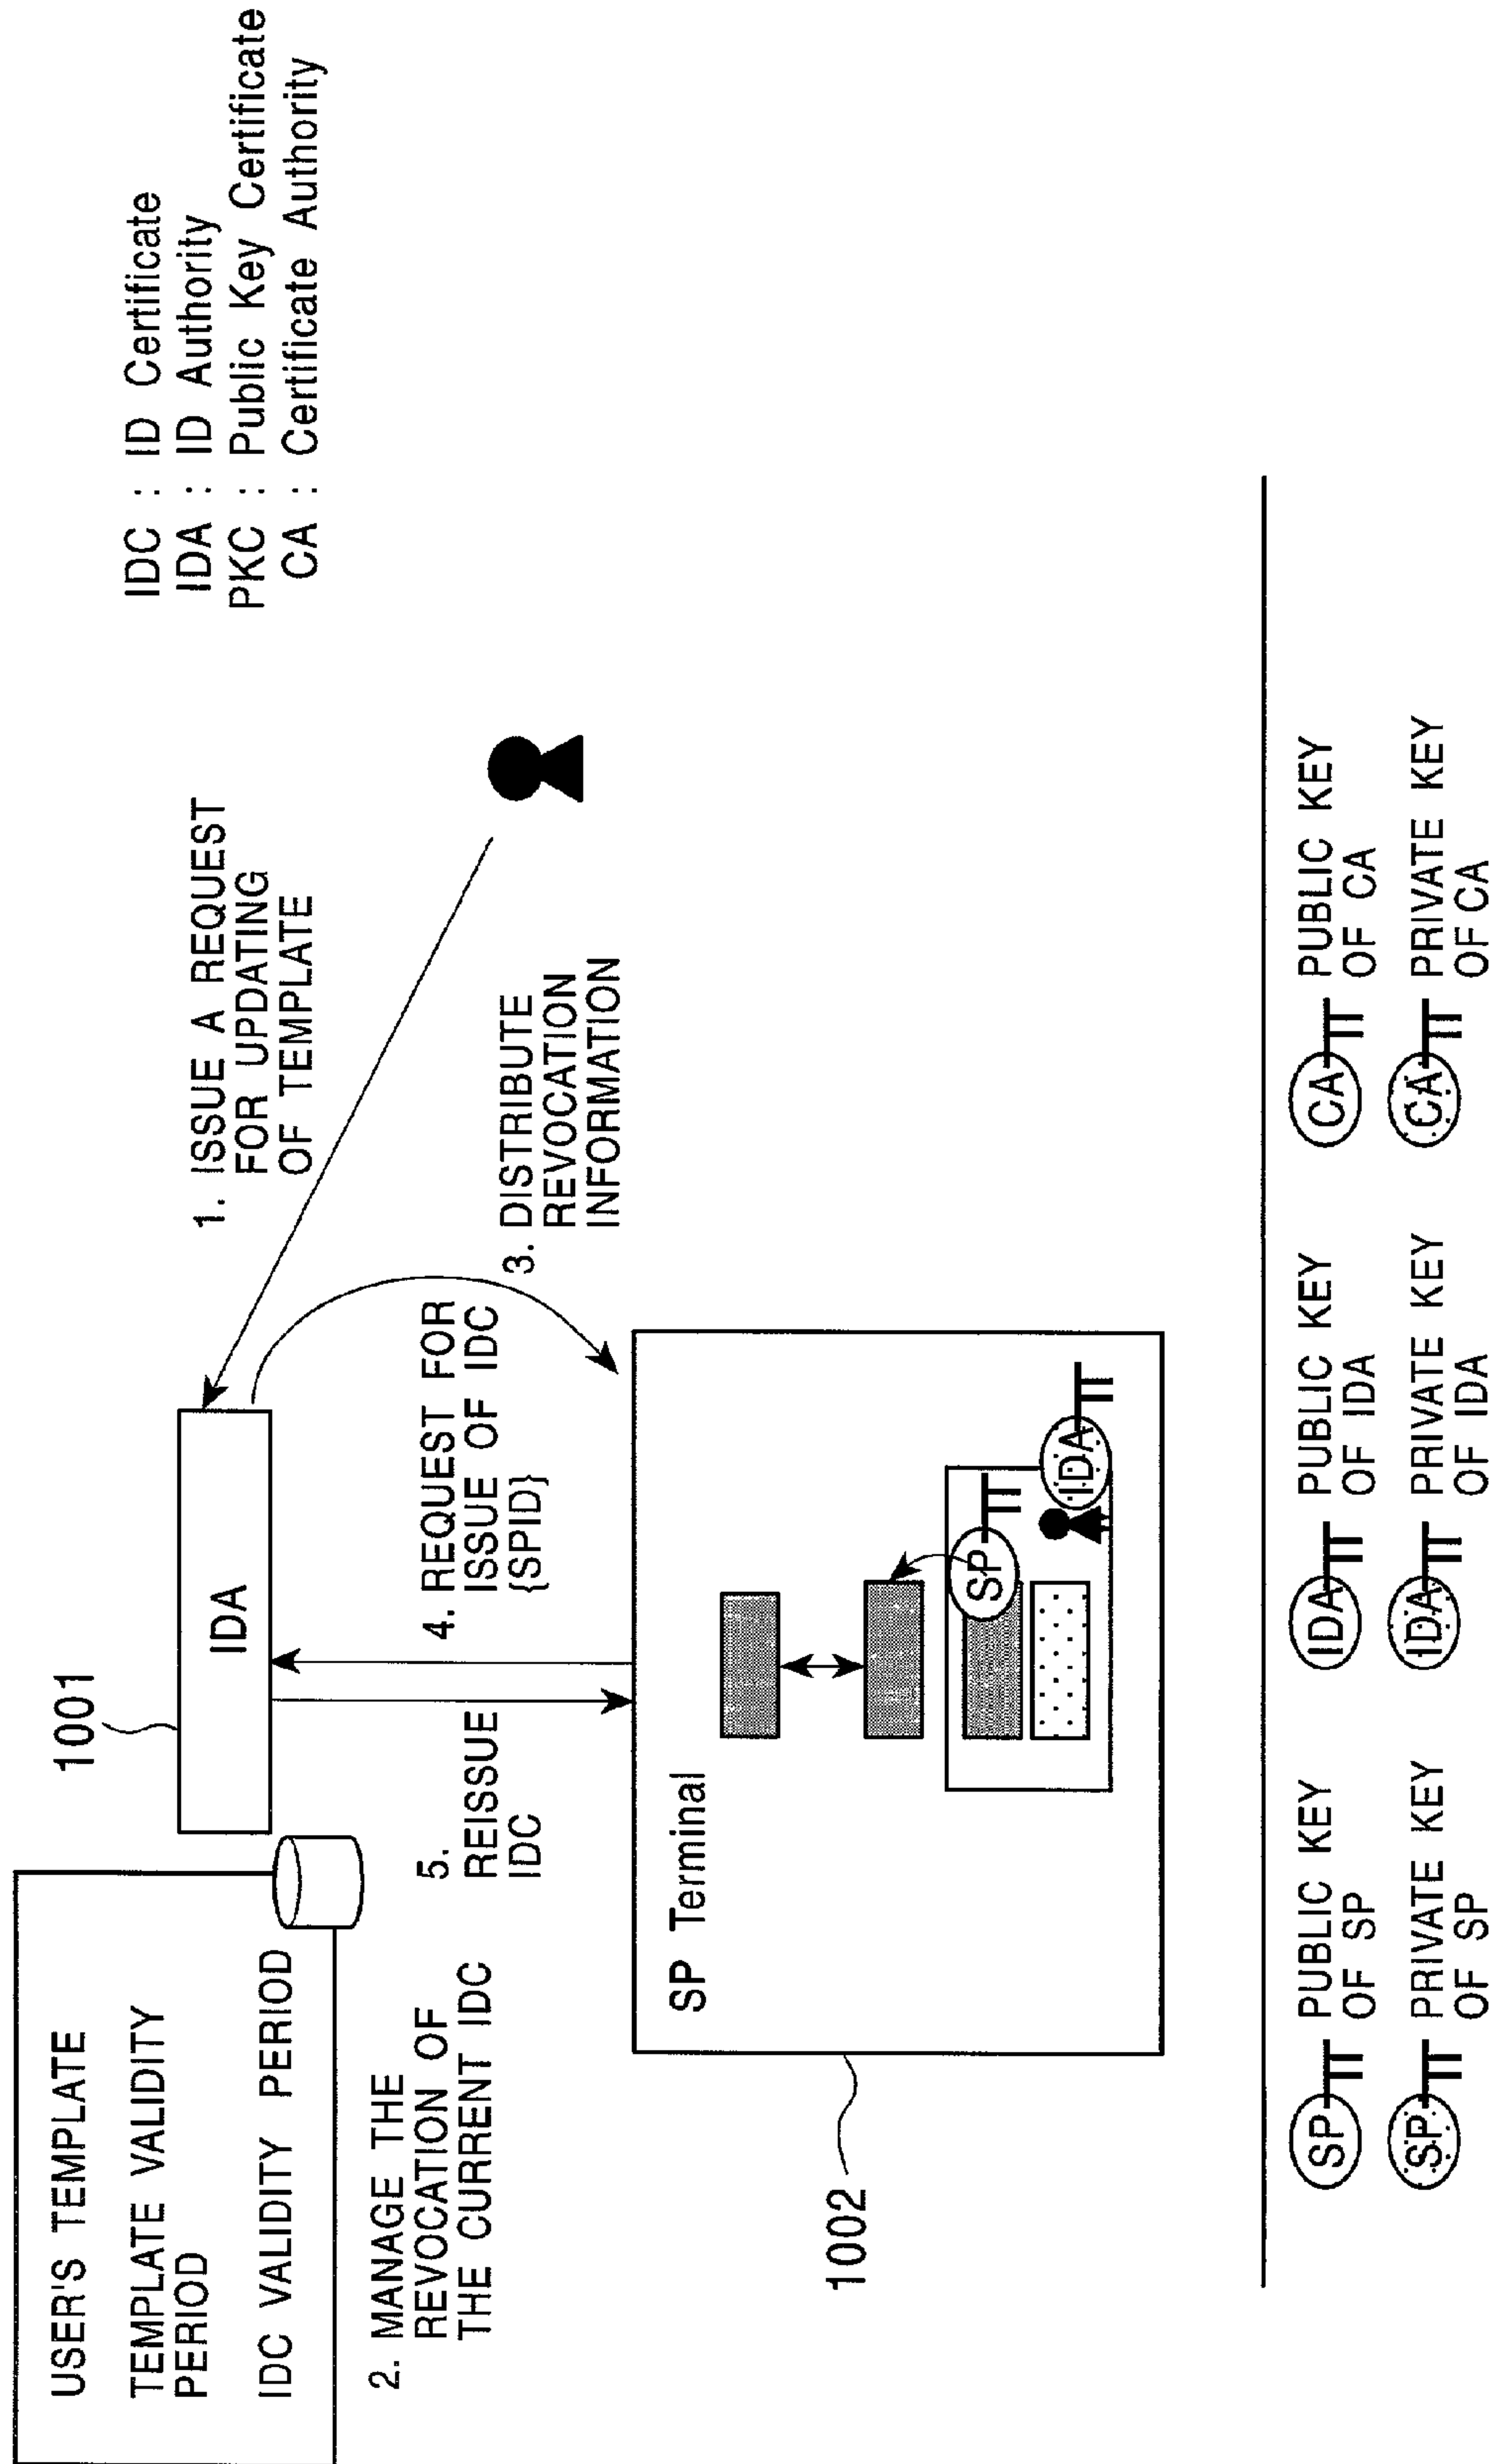 IDC : ID Certificate
IDA : ID Authority
PKC : Public Key Certificate
CA : Certificate Authority
USER'S TEMPLATE
TEMPLATE VALIDITY
PERIOD
IDC VALIDITY PERIOD
1001
IDA
1. ISSUE A REQUEST
FOR UPDATING
OF TEMPLATE
2. MANAGE THE
REVOCATION OF
THE CURRENT IDC
5.
REISSUE
IDC
4. REQUEST FOR
ISSUE OF IDC
{SPID}
3. DISTRIBUTE
REVOCATION
INFORMATION
1002
SP Terminal
SP
IDA
SP PUBLIC KEY
OF SP
IDA PUBLIC KEY
OF IDA
CA PUBLIC KEY
OF CA
SP PRIVATE KEY
OF SP
IDA PRIVATE KEY
OF IDA
CA PRIVATE KEY
OF CA